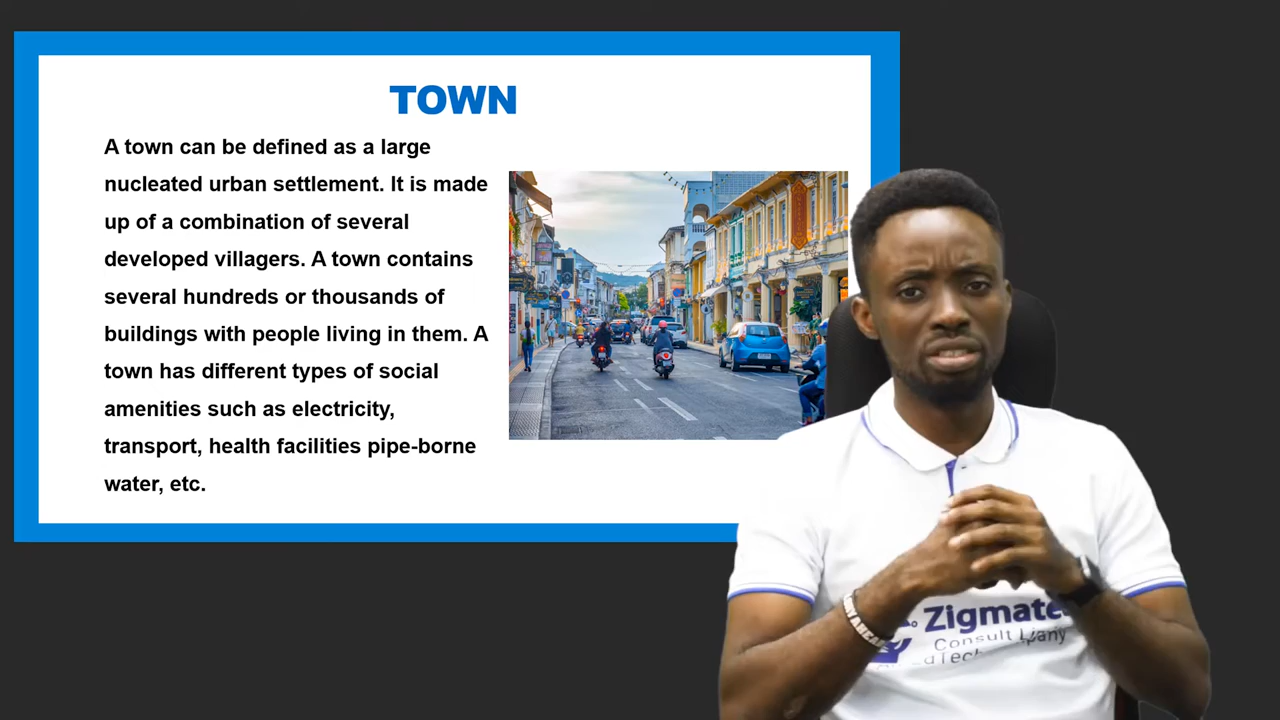 TOWN
A town can be defined as a large
nucleated urban settlement. It is made
up of a combination of several
developed villagers. A town contains
several hundreds or thousands of
buildings with people living in them. A
town has different types of social
amenities such as electricity,
transport, health facilities pipe-borne
water, etc.
Zigmate
Consult